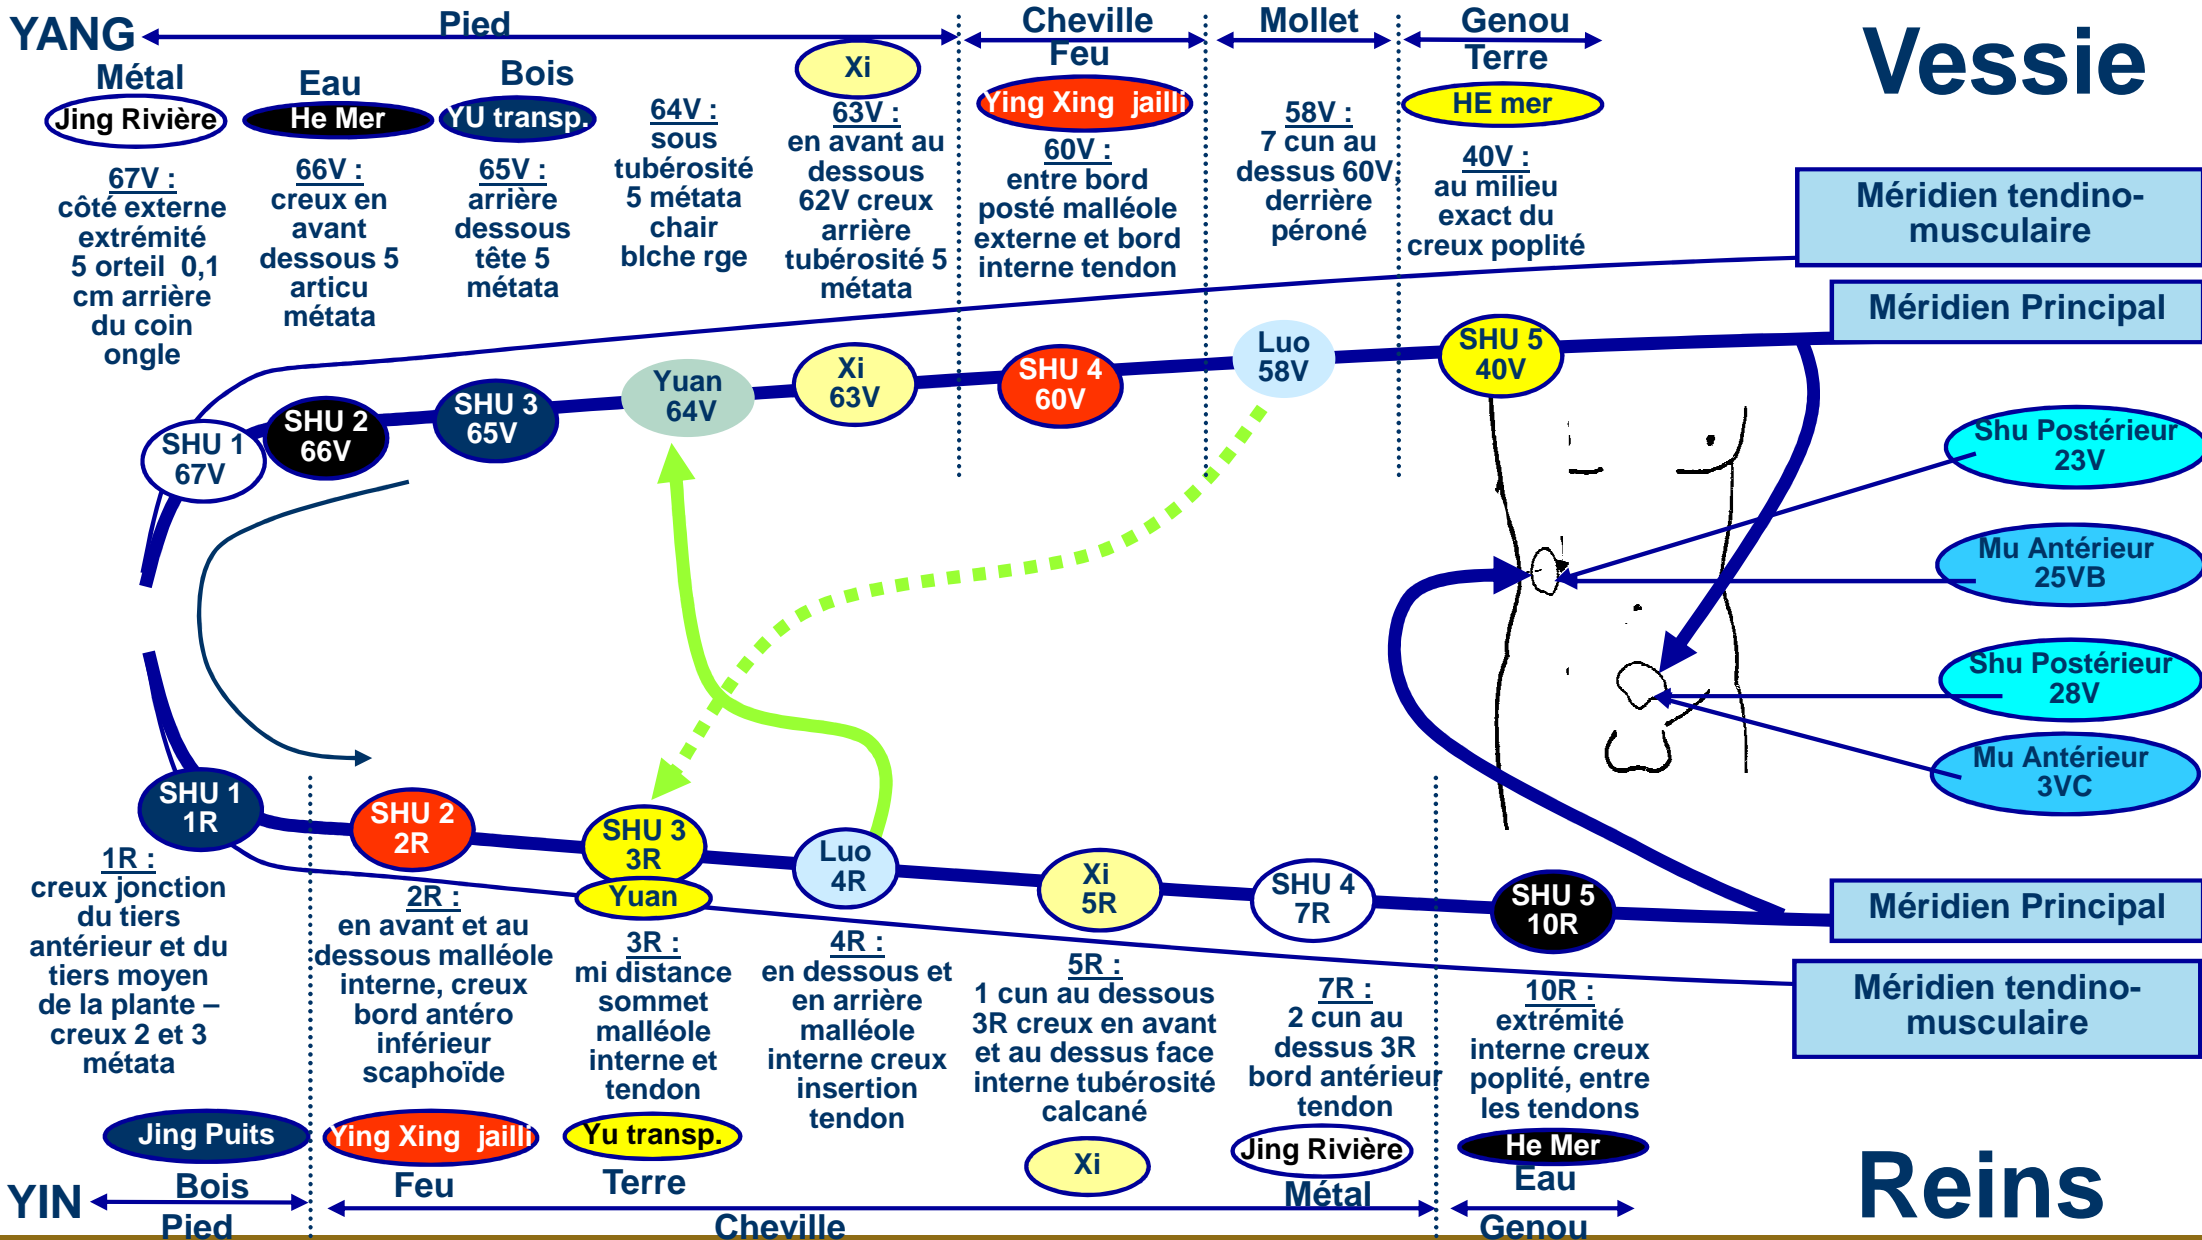 YANG
Pied
Cheville
Mollet
Genou
Vessie
Métal
Eau
Bois
Xi
Feu
Terre
Jing Rivière
He Mer
YU transp.
Ying Xing jailli
HE mer
67V :
côté externe
extrémité
5 orteil 0,1
cm arrière
du coin
ongle
66V :
creux en
avant
dessous 5
articu
métata
65V :
arrière
dessous
tête 5
métata
64V :
sous
tubérosité
5 métata
chair
blche rge
63V :
en avant au
dessous
62V creux
arrière
tubérosité 5
métata
60V :
entre bord
posté malléole
externe et bord
interne tendon
58V :
7 cun au
dessus 60V,
derrière
péroné
40V :
au milieu
exact du
creux poplité
Méridien tendino-
musculaire
Méridien Principal
SHU 1
67V
SHU 2
66V
SHU 3
65V
Yuan
64V
Xi
63V
SHU 4
60V
Luo
58V
SHU 5
40V
Shu Postérieur
23V
Mu Antérieur
25VB
Shu Postérieur
28V
Mu Antérieur
3VC
SHU 1
1R
SHU 2
2R
SHU 3
3R
Yuan
Luo
4R
Xi
5R
SHU 4
7R
SHU 5
10R
Méridien Principal
Méridien tendino-
musculaire
1R :
creux jonction
du tiers
antérieur et du
tiers moyen
de la plante –
creux 2 et 3
métata
2R :
en avant et au
dessous malléole
interne, creux
bord antéro
inférieur
scaphoïde
3R :
mi distance
sommet
malléole
interne et
tendon
4R :
en dessous et
en arrière
malléole
interne creux
insertion
tendon
5R :
1 cun au dessous
3R creux en avant
et au dessus face
interne tubérosité
calcané
7R :
2 cun au
dessus 3R
bord antérieur
tendon
10R :
extrémité
interne creux
poplité, entre
les tendons
Jing Puits
Ying Xing jailli
Yu transp.
Xi
Jing Rivière
He Mer
Bois
Feu
Terre
Métal
Eau
YIN
Pied
Cheville
Genou
Reins